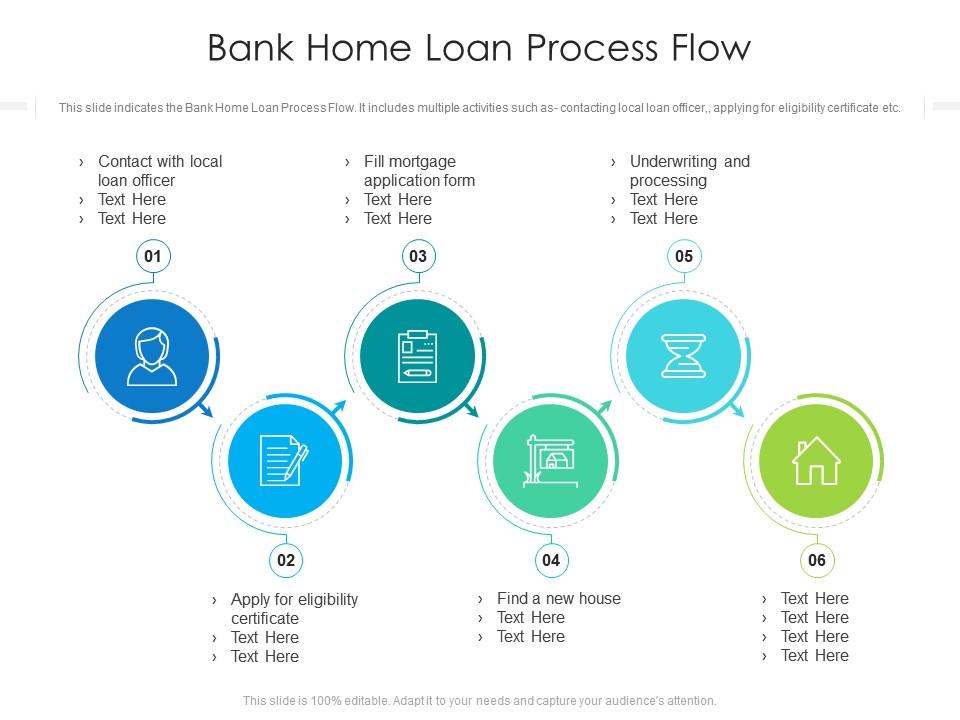 Bank Home Loan Process Flow
This slide indicates the Bank Home Loan Process Flow. It includes multiple activities such as- contacting local loan officer,, applying for eligibility certificate etc.
› Contact with local
loan officer
› Text Here
› Text Here
01
› Fill mortgage
application form
› Text Here
› Text Here
03
› Underwriting and
processing
› Text Here
› Text Here
05
02
› Apply for eligibility
certificate
› Text Here
› Text Here
04
› Find a new house
› Text Here
› Text Here
06
› Text Here
› Text Here
› Text Here
› Text Here
This slide is 100% editable. Adapt it to your needs and capture your audience's attention.